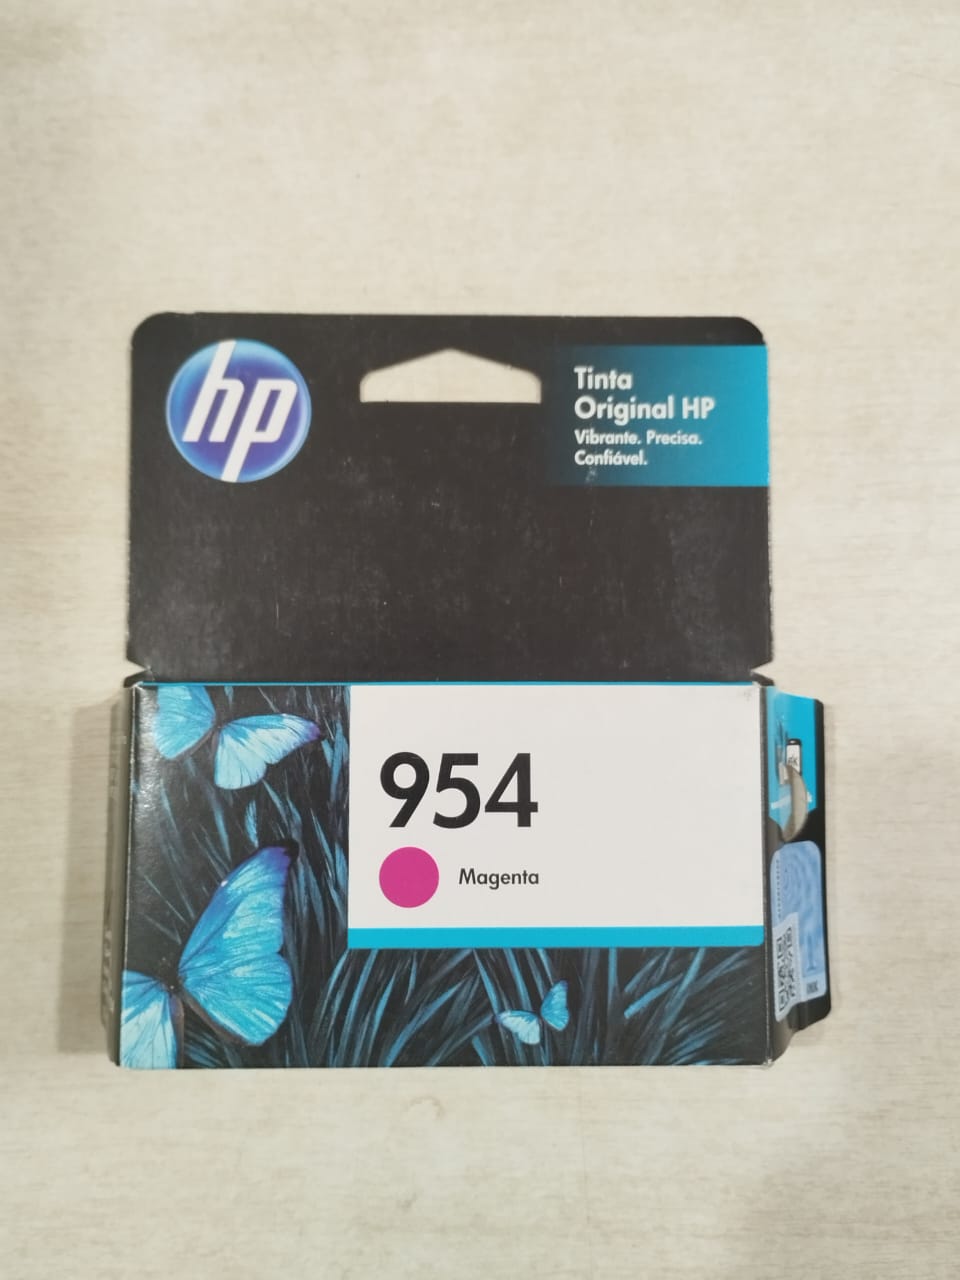 hp
Tinta
Original HP
Vibrante. Precisa.
Confiável.
954
Magenta